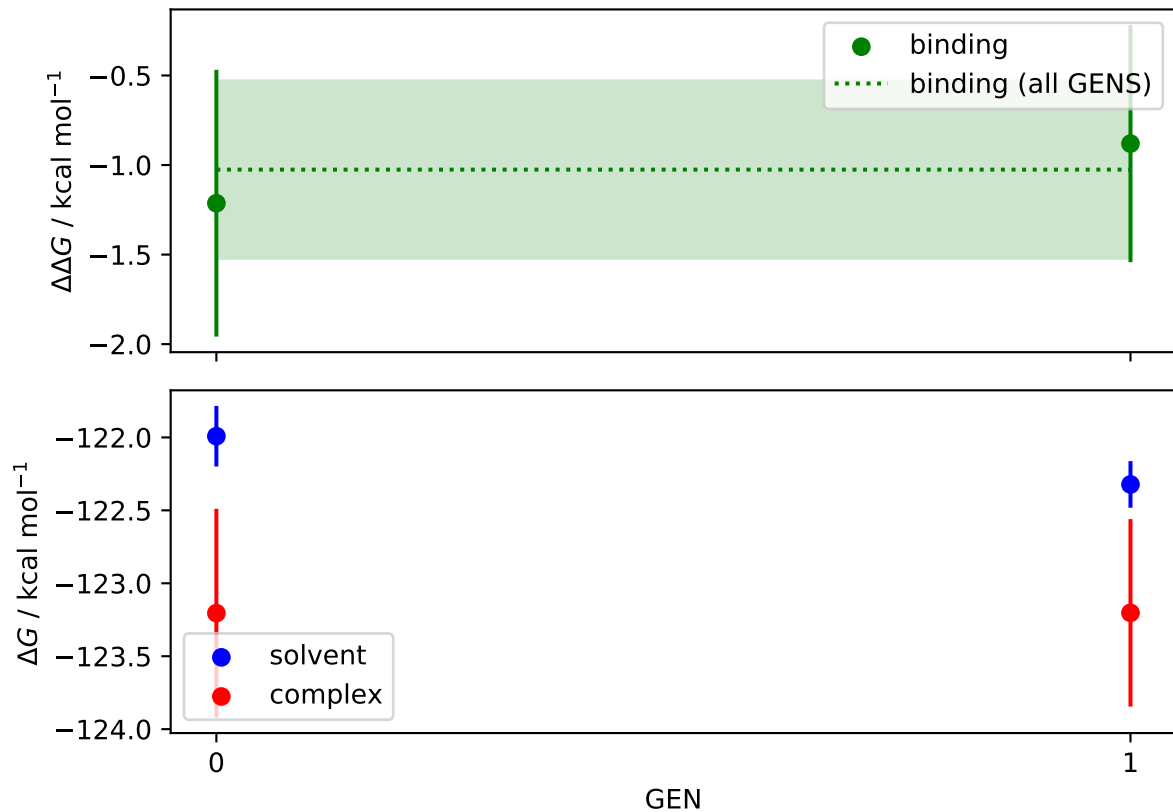 binding
binding (all GENS)
−0.5
−1.0
−1.5
−2.0
ΔΔG / kcal mol⁻¹
−122.0
−122.5
−123.0
−123.5
−124.0
ΔG / kcal mol⁻¹
solvent
complex
0
1
GEN